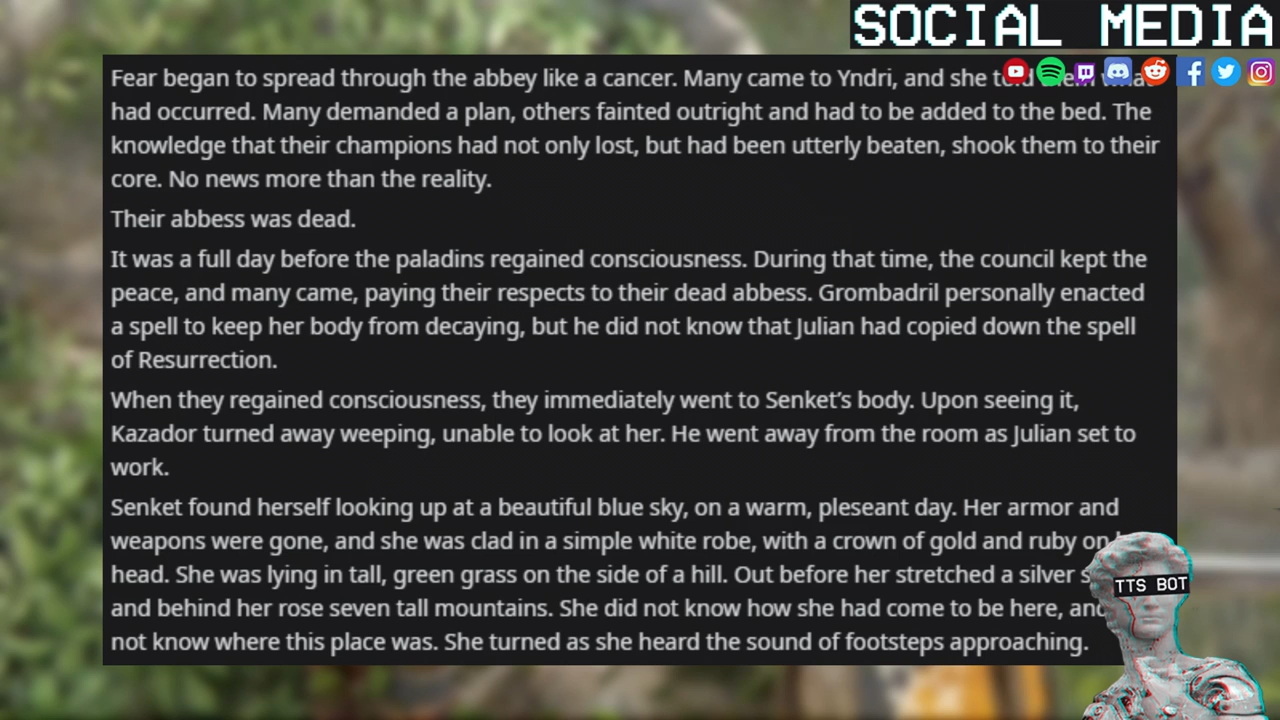 SOCIAL MEDIA
Fear began to spread through the abbey like a cancer. Many came to Yndri, and she told them what
had occurred. Many demanded a plan, others fainted outright and had to be added to the bed. The
knowledge that their champions had not only lost, but had been utterly beaten, shook them to their
core. No news more than the reality.
Their abbess was dead.
It was a full day before the paladins regained consciousness. During that time, the council kept the
peace, and many came, paying their respects to their dead abbess. Grombadril personally enacted
a spell to keep her body from decaying, but he did not know that Julian had copied down the spell
of Resurrection.
When they regained consciousness, they immediately went to Senket’s body. Upon seeing it,
Kazador turned away weeping, unable to look at her. He went away from the room as Julian set to
work.
Senket found herself looking up at a beautiful blue sky, on a warm, pleseant day. Her armor and
weapons were gone, and she was clad in a simple white robe, with a crown of gold and ruby on
head. She was lying in tall, green grass on the side of a hill. Out before her stretched a silver
and behind her rose seven tall mountains. She did not know how she had come to be here, and
not know where this place was. She turned as she heard the sound of footsteps approaching.
TTS BOT